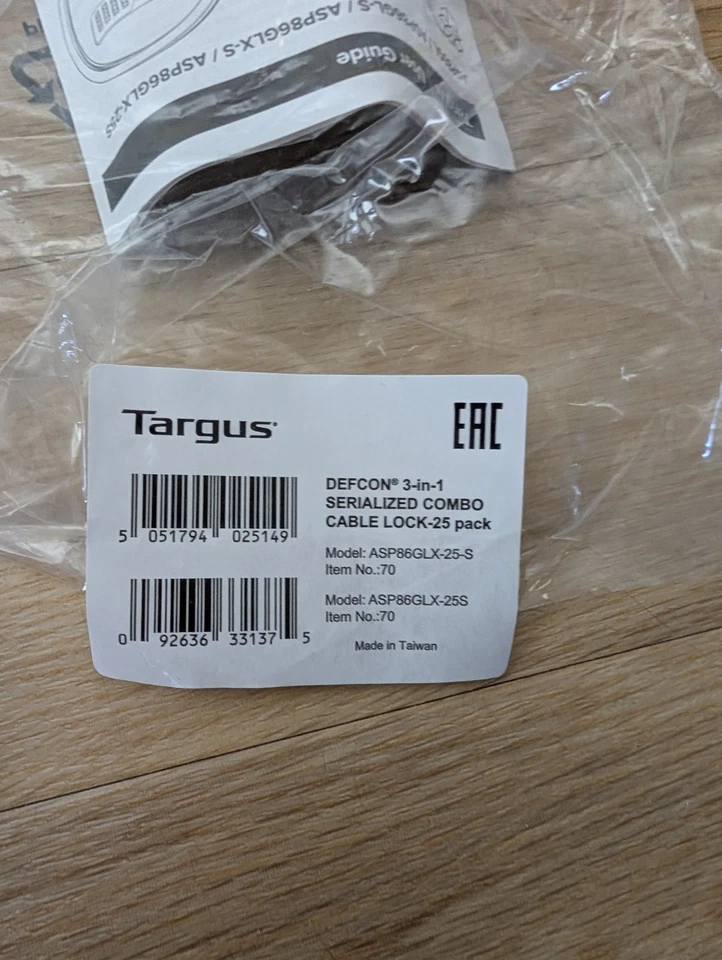 ASP86GL-S / ASP86GLX-S / ASP86GLX-25S
User Guide
Targus
EAC
DEFCON® 3-in-1
SERIALIZED COMBO
CABLE LOCK-25 pack
5 051794 025149
Model: ASP86GLX-25-S
Item No.:70
0 92636 33137 5
Model: ASP86GLX-25S
Item No.:70
Made in Taiwan